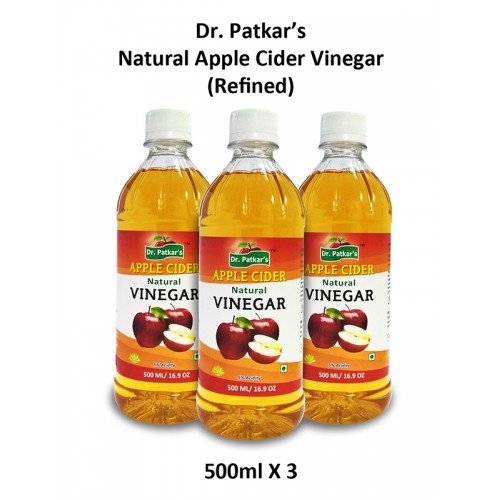 Dr. Patkar’s
Natural Apple Cider Vinegar
(Refined)
Dr. Patkar's
APPLE CIDER
Natural
VINEGAR
500 ML/ 16.9 OZ
Dr. Patkar's
APPLE CIDER
Natural
VINEGAR
500 ML/ 16.9 OZ
Dr. Patkar's
APPLE CIDER
Natural
VINEGAR
500 ML/ 16.9 OZ
500ml X 3